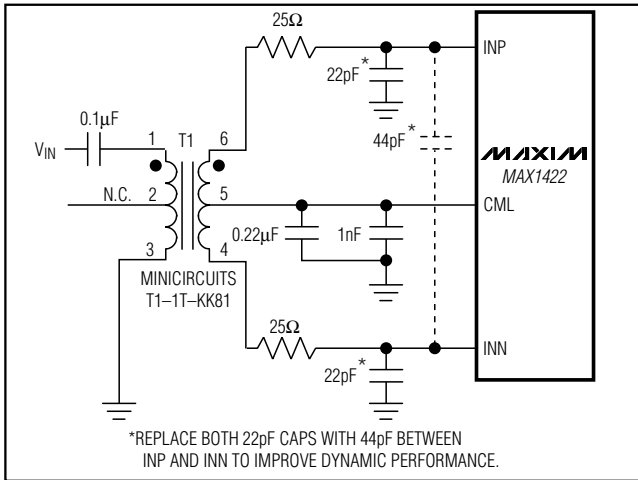 25Ω
INP
22pF*
0.1μF
1 T1 6
44pF*
VIN
MAXIM
MAX1422
N.C. 2 5
CML
0.22μF 1nF
3 4
MINICIRCUITS
T1–1T–KK81
25Ω
INN
22pF*
*REPLACE BOTH 22pF CAPS WITH 44pF BETWEEN
INP AND INN TO IMPROVE DYNAMIC PERFORMANCE.